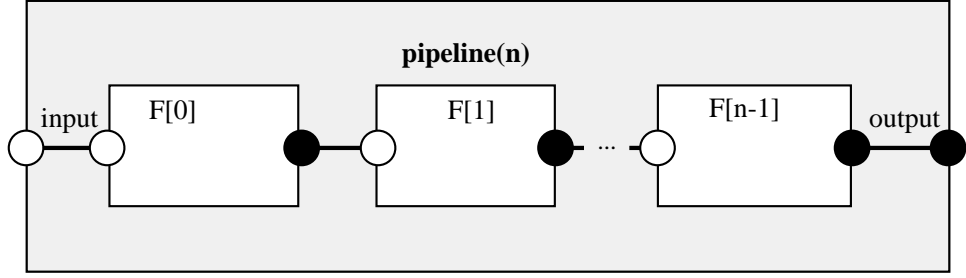 pipeline(n)
input
F[0]
F[1]
...
F[n-1]
output